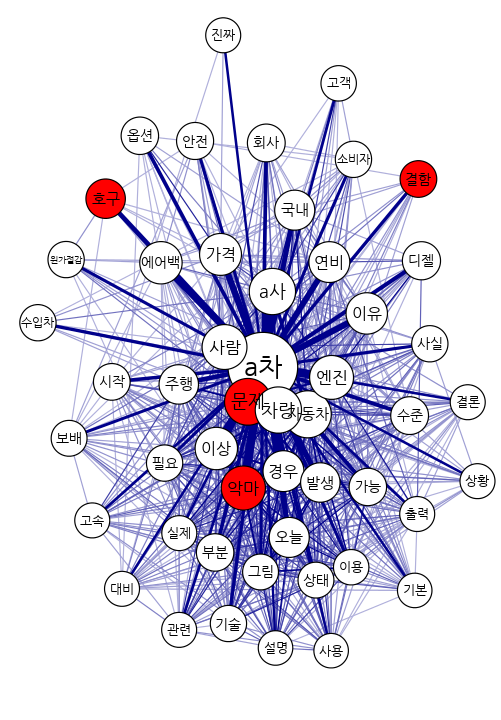 진짜
고객
옵션
안전
회사
소비자
결함
호구
국내
원가절감
에어백
가격
연비
디젤
a사
수입차
이유
사람
사실
a차
시작
주행
엔진
문제
차량
자동차
수준
결론
보배
이상
필요
경우
발생
가능
상황
악마
고속
실제
출력
부분
오늘
그림
상태
이용
대비
기본
관련
기술
설명
사용